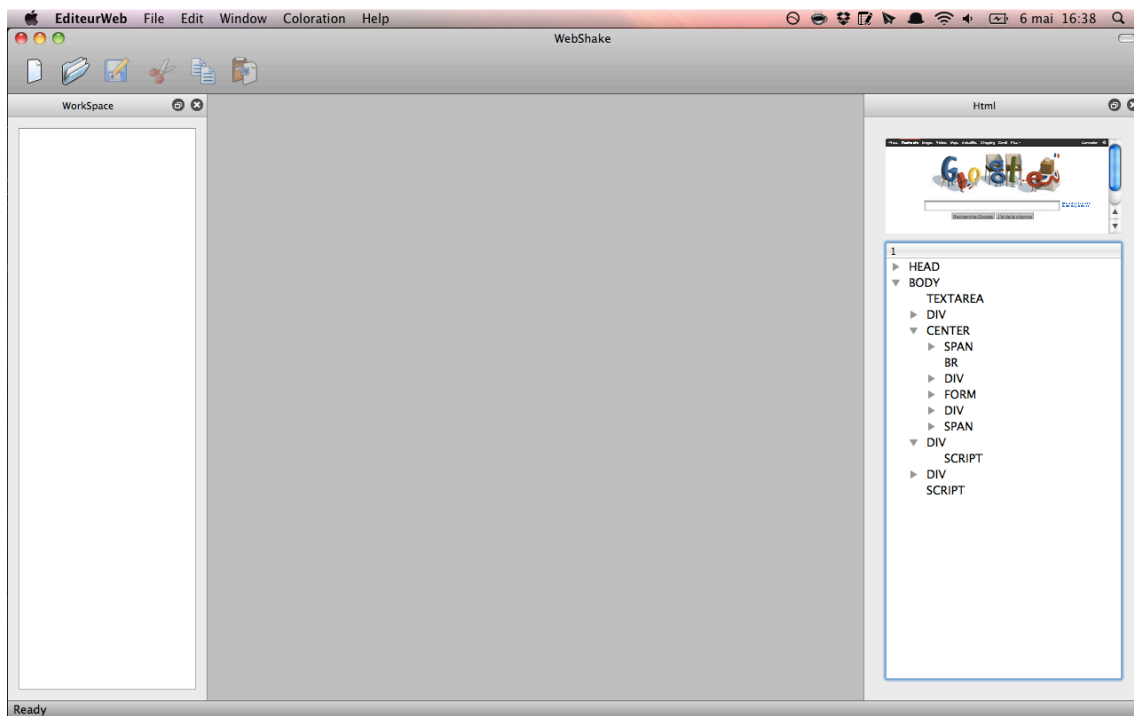 EditeurWeb File Edit Window Coloration Help 6 mai 16:38
WebShake
WorkSpace
Html
Recherche Google J'ai de la chance
1
HEAD
BODY
TEXTAREA
DIV
CENTER
SPAN
BR
DIV
FORM
DIV
SPAN
DIV
SCRIPT
DIV
SCRIPT
Ready